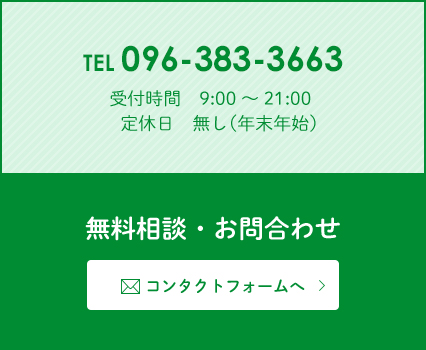 TEL 096-383-3663
受付時間　9:00 〜 21:00
定休日　無し（年末年始）
無料相談・お問合わせ
コンタクトフォームへ